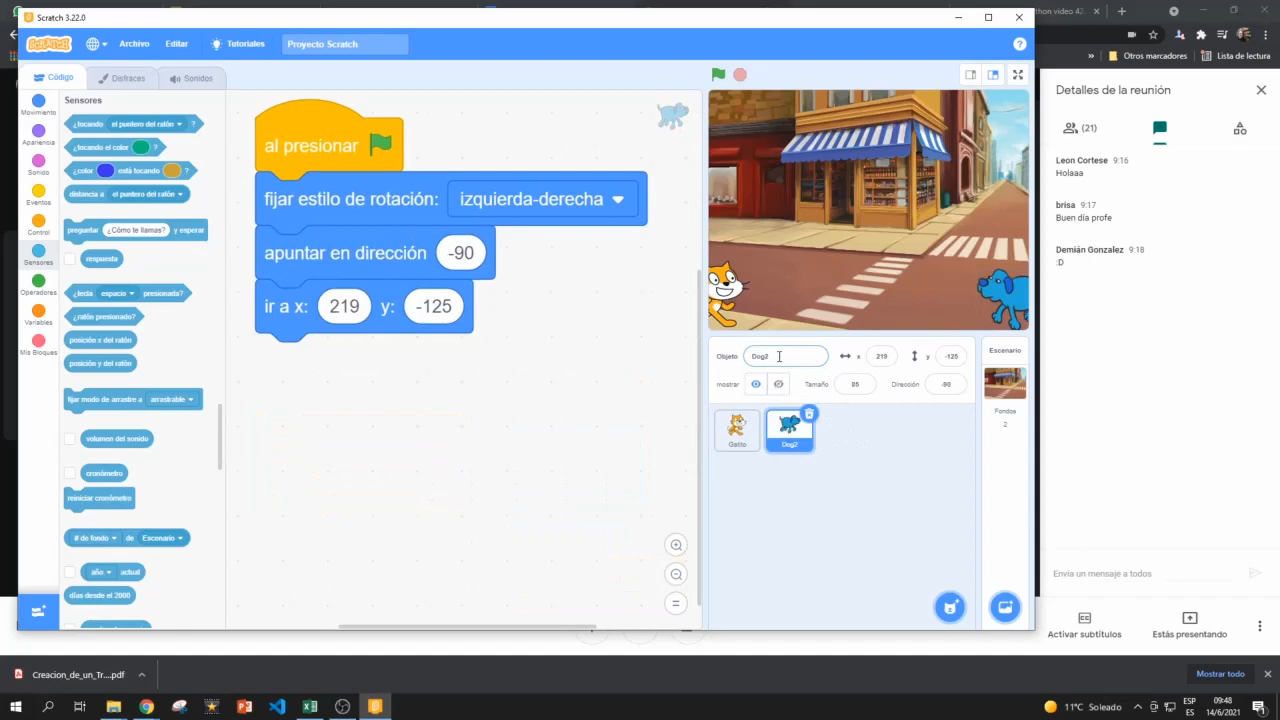 Scratch 3.22.0
SCRATCH
Archivo
Editar
Tutoriales
Proyecto Scratch
?
Código
Disfraces
Sonidos
Movimiento
Apariencia
Sonido
Eventos
Control
Sensores
Operadores
Variables
Mis Bloques
Sensores
¿tocando el puntero del ratón ?
¿tocando el color ?
¿color está tocando ?
distancia a el puntero del ratón
preguntar ¿Cómo te llamas? y esperar
respuesta
¿tecla espacio presionada?
¿ratón presionado?
posición x del ratón
posición y del ratón
fijar modo de arrastre a arrastrable
volumen del sonido
cronómetro
reiniciar cronómetro
# de fondo de Escenario
año actual
días desde el 2000
al presionar
fijar estilo de rotación: izquierda-derecha
apuntar en dirección -90
ir a x: 219 y: -125
Objeto Dog2 x 219 y -125
mostrar Tamaño 85 Dirección -90
Gatito
Dog2
Escenario
Fondos
2
thon video 42
Otros marcadores
Lista de lectura
Detalles de la reunión
(21)
Leon Cortese 9:16
Holaaa
brisa 9:17
Buen día profe
Demián Gonzalez 9:18
:D
Envía un mensaje a todos
Activar subtítulos
Estás presentando
Creacion_de_un_Tr....pdf
Mostrar todo
11°C Soleado
ESP
ES
09:48
14/6/2021
1